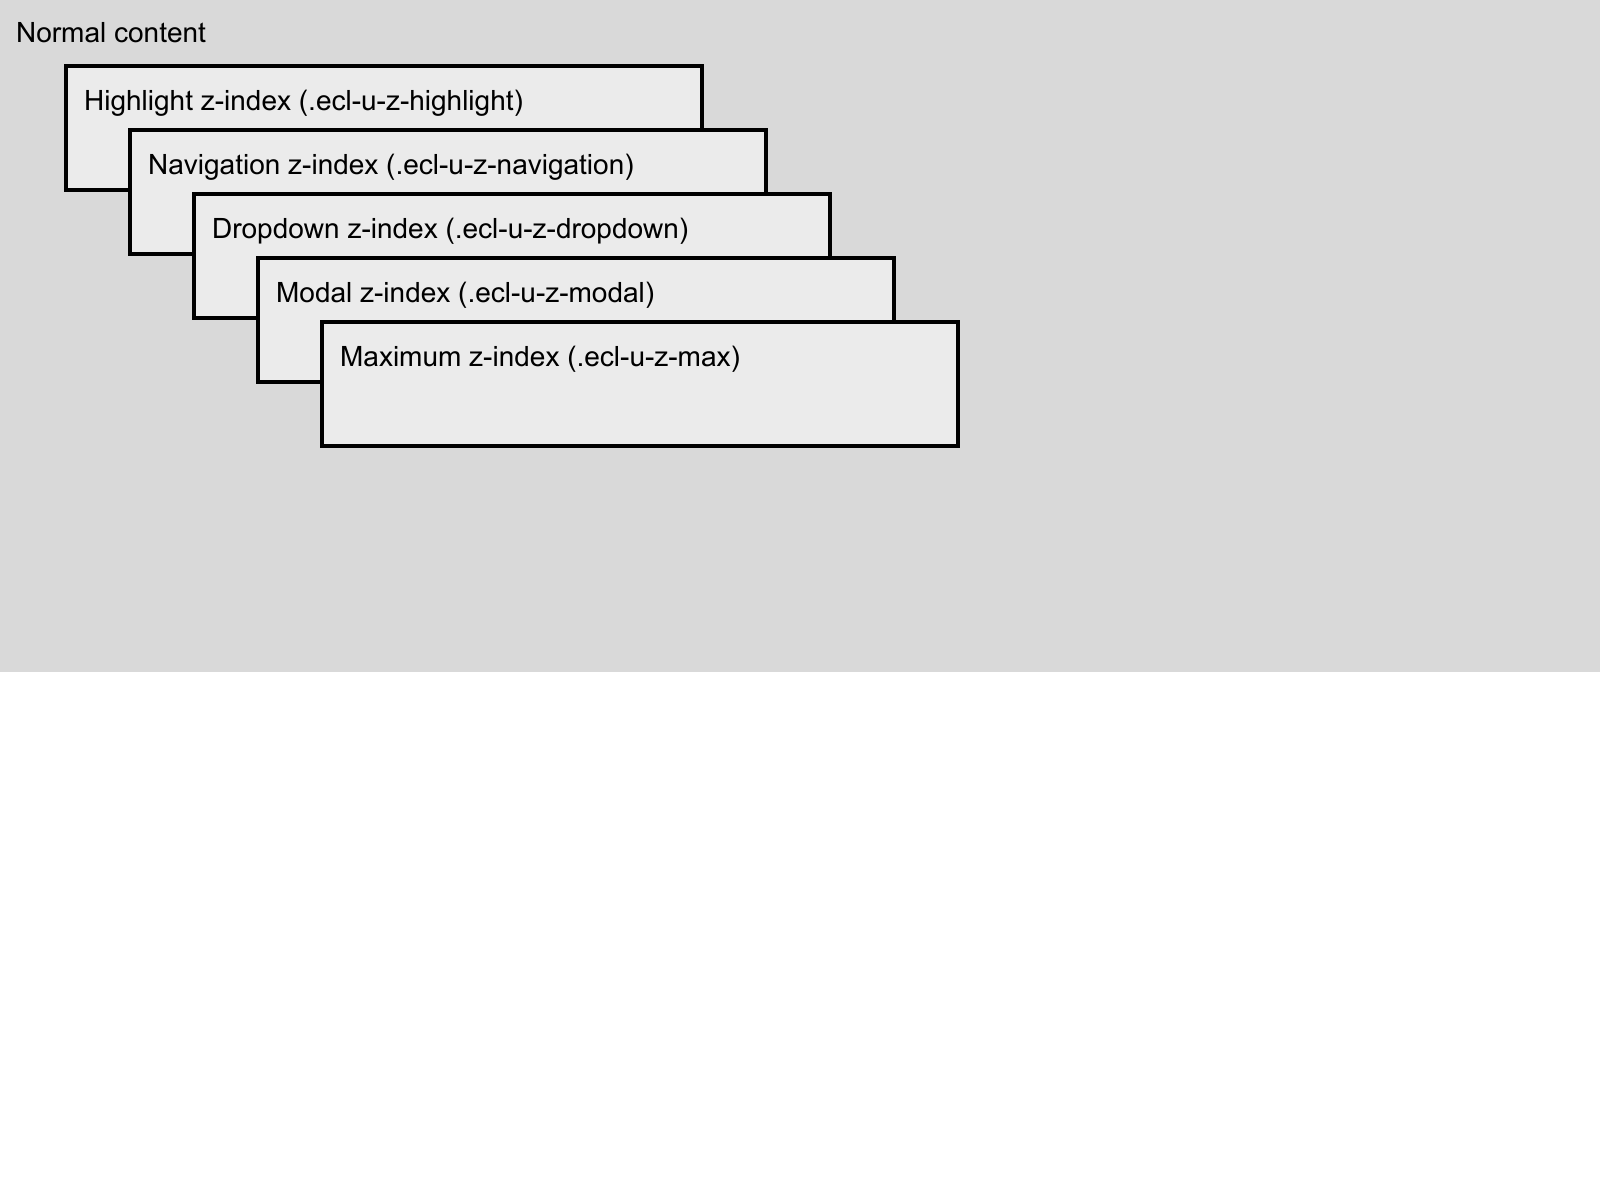 Normal content
Highlight z-index (.ecl-u-z-highlight)
Navigation z-index (.ecl-u-z-navigation)
Dropdown z-index (.ecl-u-z-dropdown)
Modal z-index (.ecl-u-z-modal)
Maximum z-index (.ecl-u-z-max)